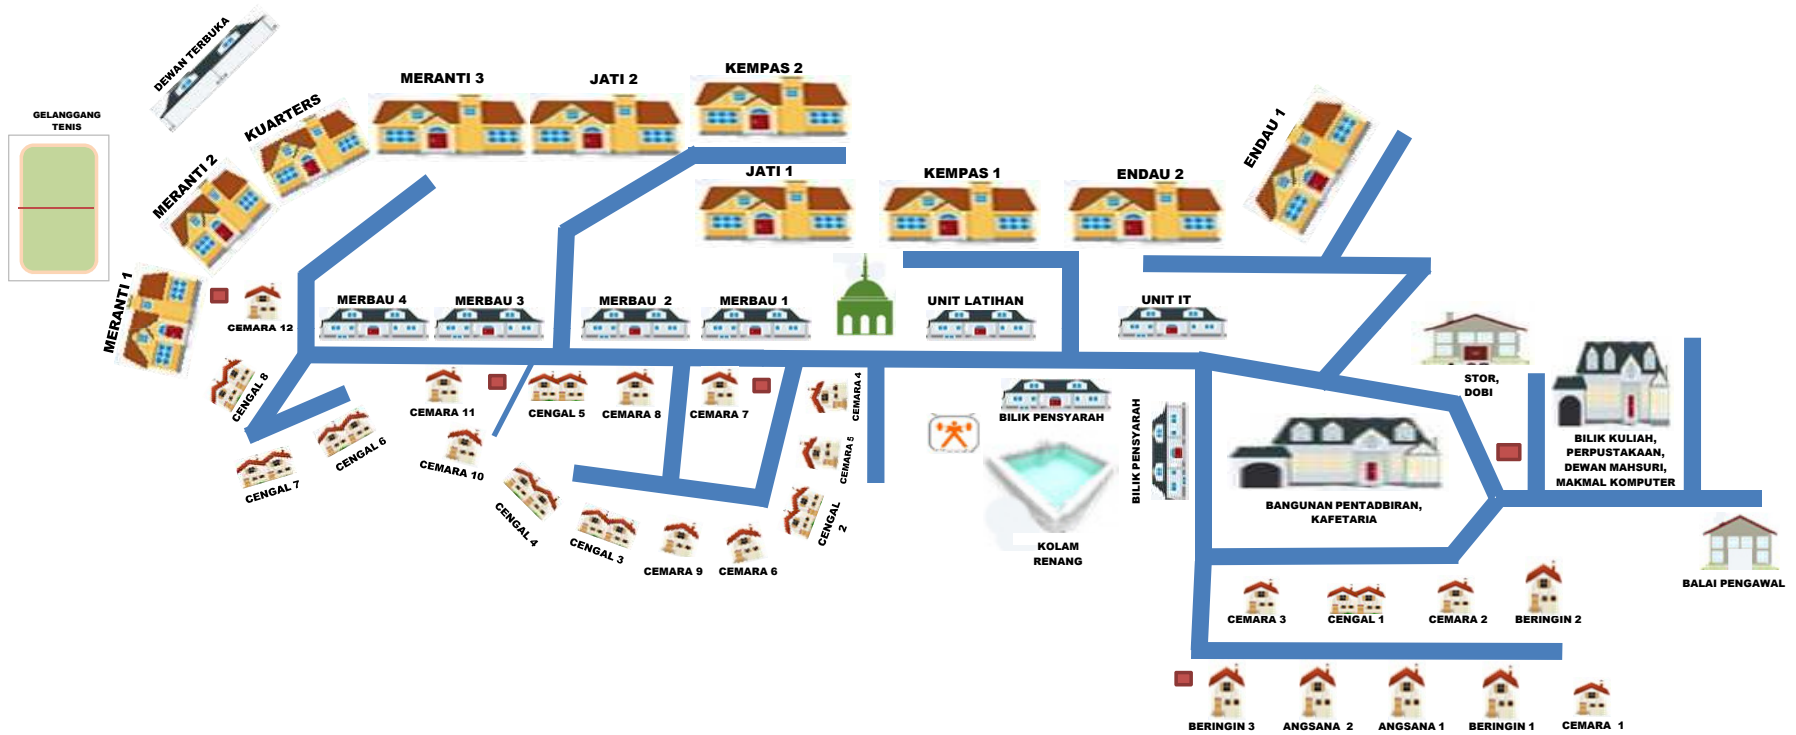 DEWAN TERBUKA
GELANGGANG
TENIS
KUARTERS
MERANTI 3
JATI 2
KEMPAS 2
MERANTI 2
JATI 1
KEMPAS 1
ENDAU 2
ENDAU 1
MERANTI 1
CEMARA 12
MERBAU 4
MERBAU 3
MERBAU 2
MERBAU 1
UNIT LATIHAN
UNIT IT
CENGAL 8
CEMARA 11
CENGAL 5
CEMARA 8
CEMARA 7
CEMARA 4
BILIK PENSYARAH
BILIK PENSYARAH
STOR,
DOBI
BILIK KULIAH,
PERPUSTAKAAN,
DEWAN MAHSURI,
MAKMAL KOMPUTER
CENGAL 7
CENGAL 6
CEMARA 10
CEMARA 5
CENGAL 4
CENGAL 3
CEMARA 9
CEMARA 6
CENGAL
2
KOLAM
RENANG
BANGUNAN PENTADBIRAN,
KAFETARIA
BALAI PENGAWAL
CEMARA 3
CENGAL 1
CEMARA 2
BERINGIN 2
BERINGIN 3
ANGSANA 2
ANGSANA 1
BERINGIN 1
CEMARA 1